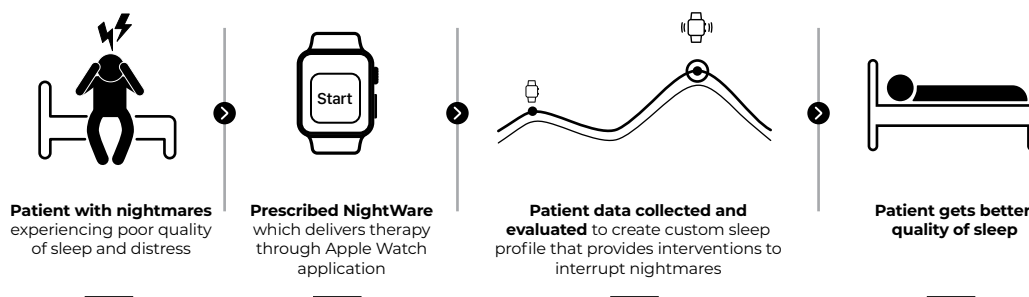 Start
Patient with nightmares
experiencing poor quality
of sleep and distress
Prescribed NightWare
which delivers therapy
through Apple Watch
application
Patient data collected and
evaluated to create custom sleep
profile that provides interventions to
interrupt nightmares
Patient gets better
quality of sleep